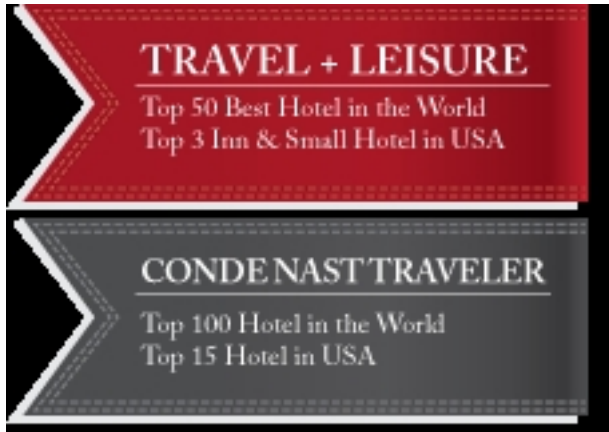 TRAVEL + LEISURE
Top 50 Best Hotel in the World
Top 3 Inn & Small Hotel in USA
CONDE NAST TRAVELER
Top 100 Hotel in the World
Top 15 Hotel in USA